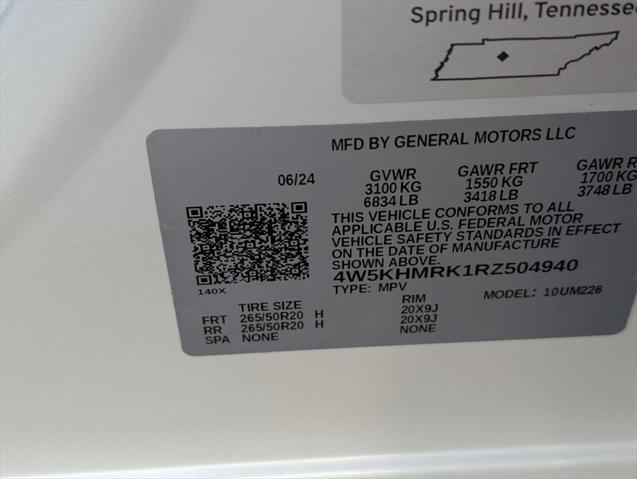 Spring Hill, Tennesse
MFD BY GENERAL MOTORS LLC
06/24 GVWR GAWR FRT GAWR R
3100 KG 1550 KG 1700 KG
6834 LB 3418 LB 3748 LB
THIS VEHICLE CONFORMS TO ALL
APPLICABLE U.S. FEDERAL MOTOR
VEHICLE SAFETY STANDARDS IN EFFECT
ON THE DATE OF MANUFACTURE
4W5KHMRK1RZ504940
140X TYPE: MPV MODEL: 10UM226
TIRE SIZE RIM
FRT 265/50R20 H 20X9J
RR 265/50R20 H 20X9J
SPA NONE NONE